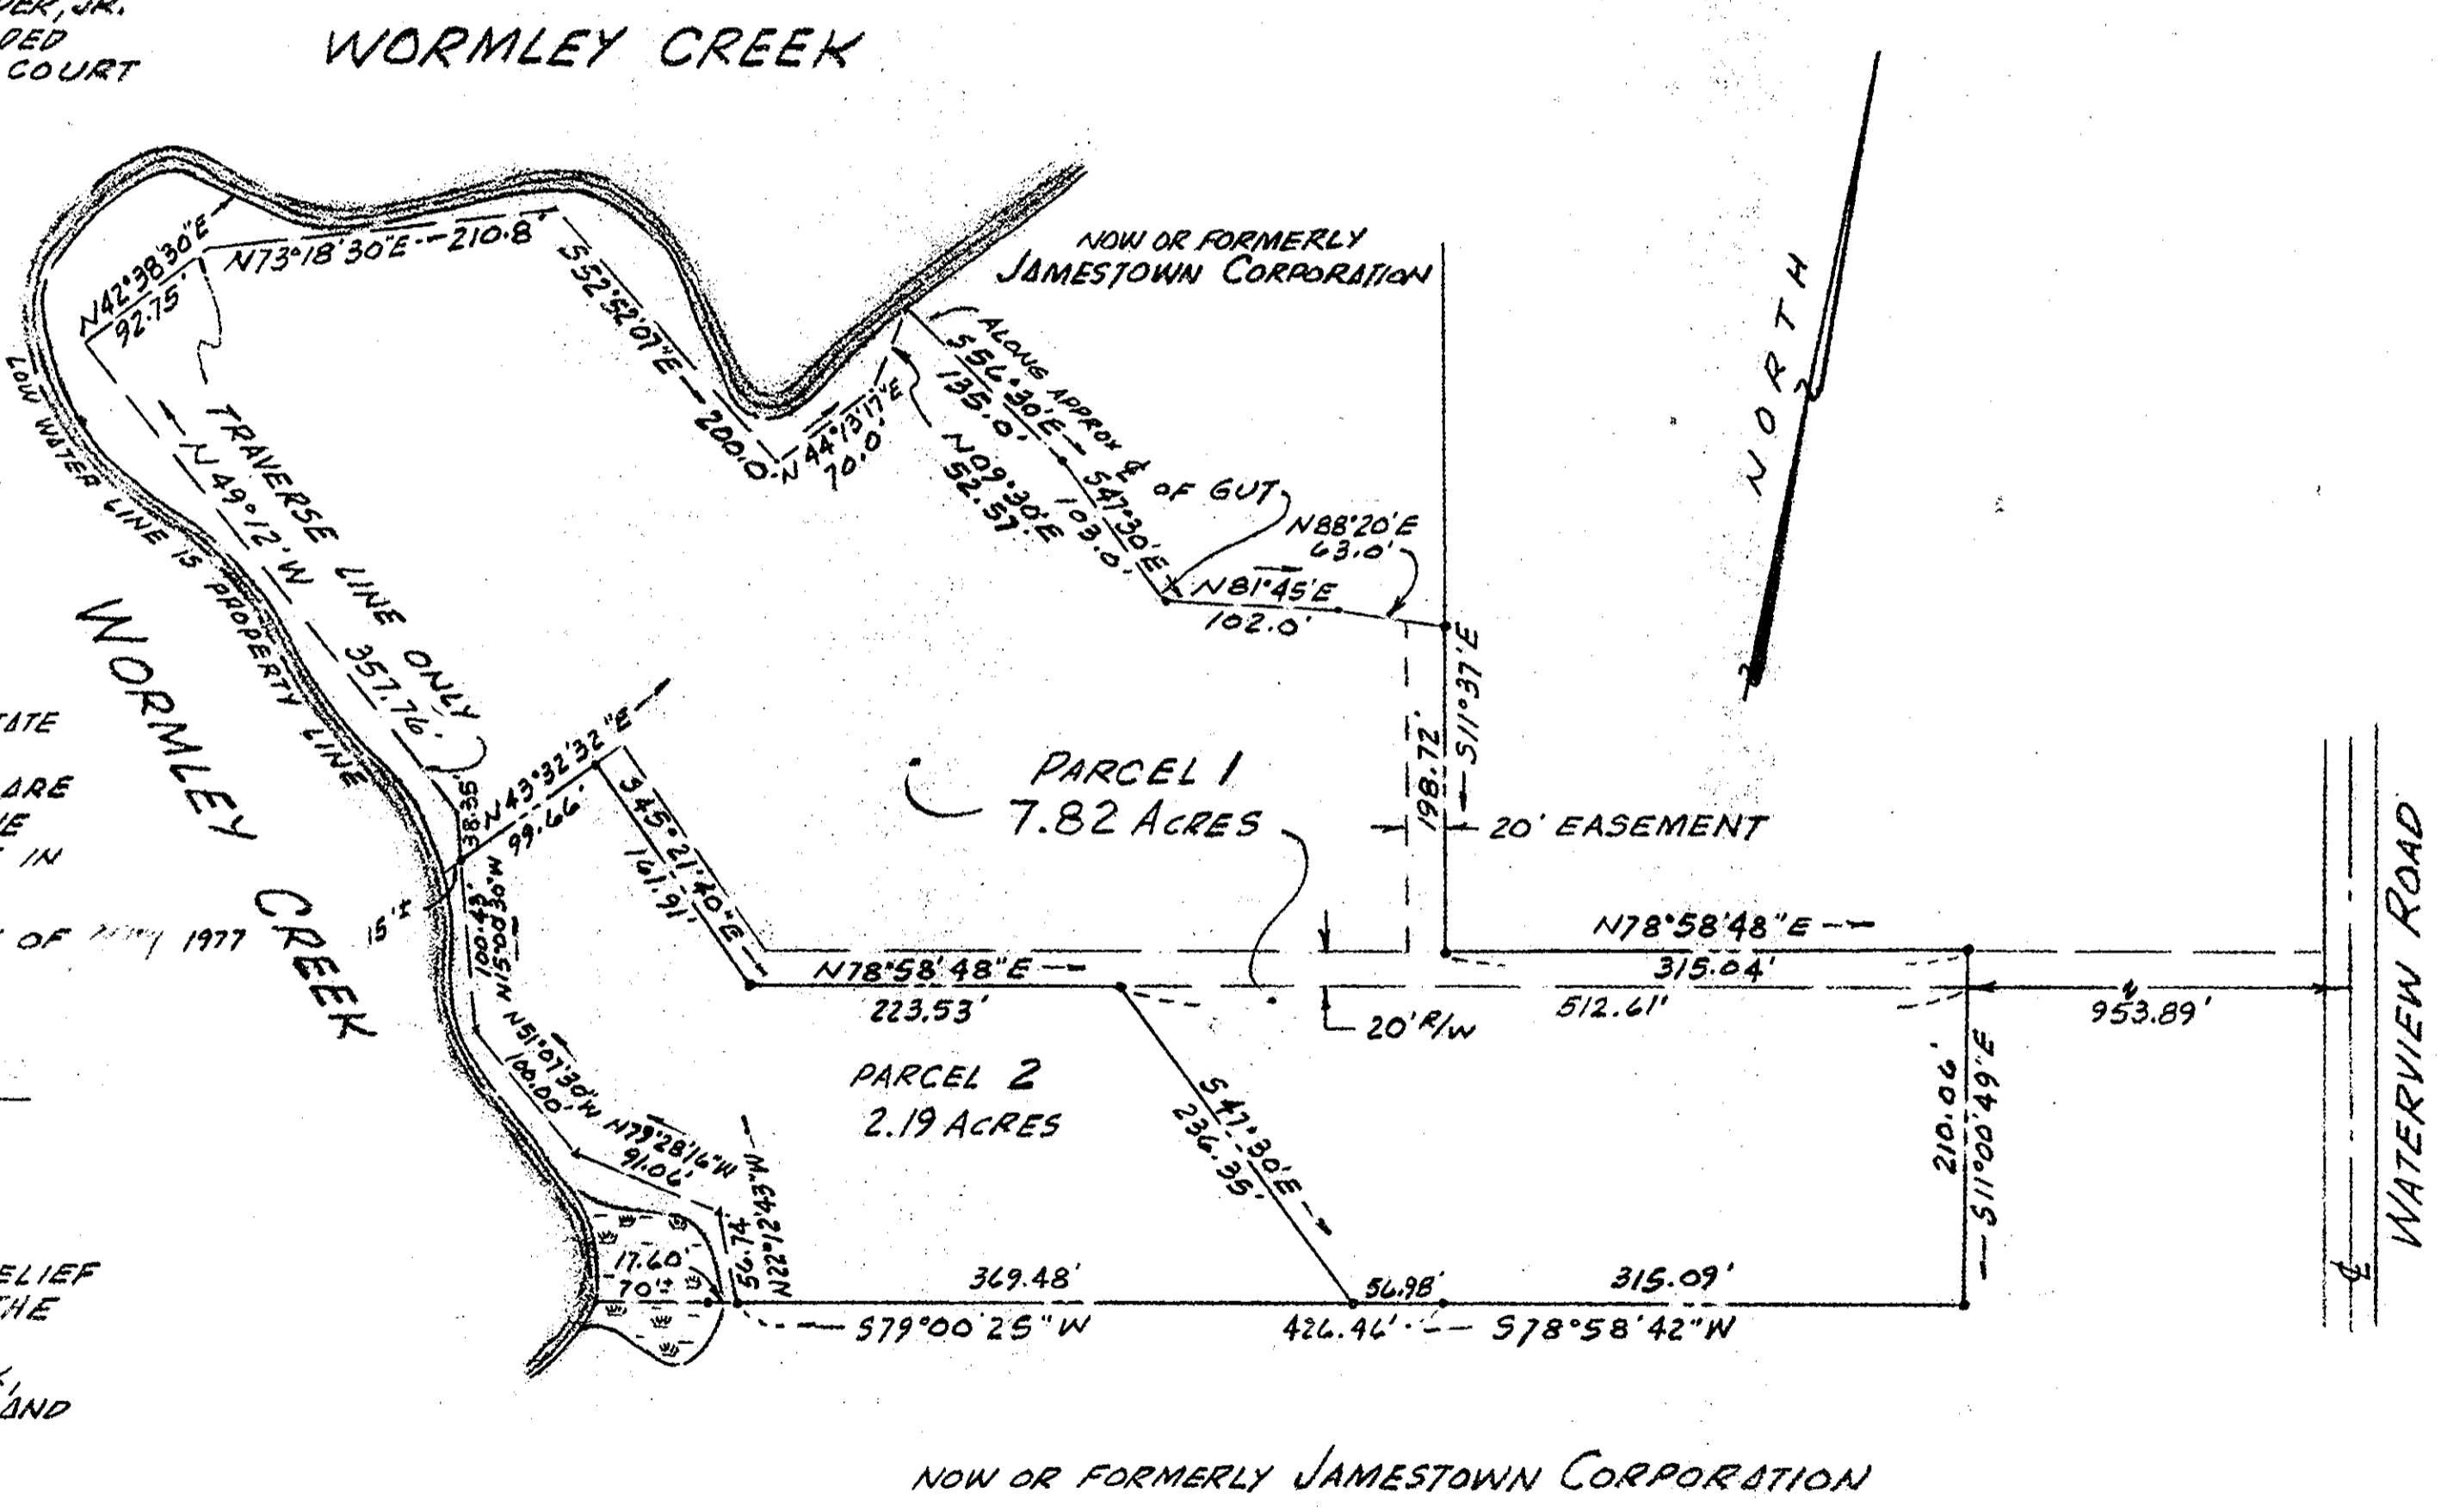 DER, JR.
DED
COURT
WORMLEY CREEK
NOW OR FORMERLY
JAMESTOWN CORPORATION
NORTH
N42°38'30"E
92.75'
N73°18'30"E--210.8'
S52°52'07"E - 200.0'
N44°13'17"E
70.0'
N09°30'E
52.57'
ALONG APPROX ℄ OF GUT
S56°30'E
135.0'
S47°30'E
103.0'
N88°20'E
63.0'
N81°45'E
102.0'
TRAVERSE LINE ONLY
N49°12'W
357.76'
LOW WATER LINE IS PROPERTY LINE
WORMLEY CREEK
38.35'
N43°32'32"E
99.66'
S45°21'40"E
161.91'
PARCEL 1
7.82 ACRES
198.72'
S11°37'E
20' EASEMENT
TATE
ARE
NE
IN
OF MAY 1977
15'±
100.43'
N15°00'30"W
N78°58'48"E
315.04'
N78°58'48"E
223.53'
512.61'
953.89'
20' R/W
WATERVIEW ROAD
℄
N51°07'30"W
100.00'
N79°28'16"W
91.06'
PARCEL 2
2.19 ACRES
S47°30'E
236.35'
210.06'
S11°00'49"E
56.74'
N22°12'43"W
17.60'
70'±
369.48'
56.98'
315.09'
S79°00'25"W
426.46'
S78°58'42"W
ELIEF
THE
AND
NOW OR FORMERLY JAMESTOWN CORPORATION